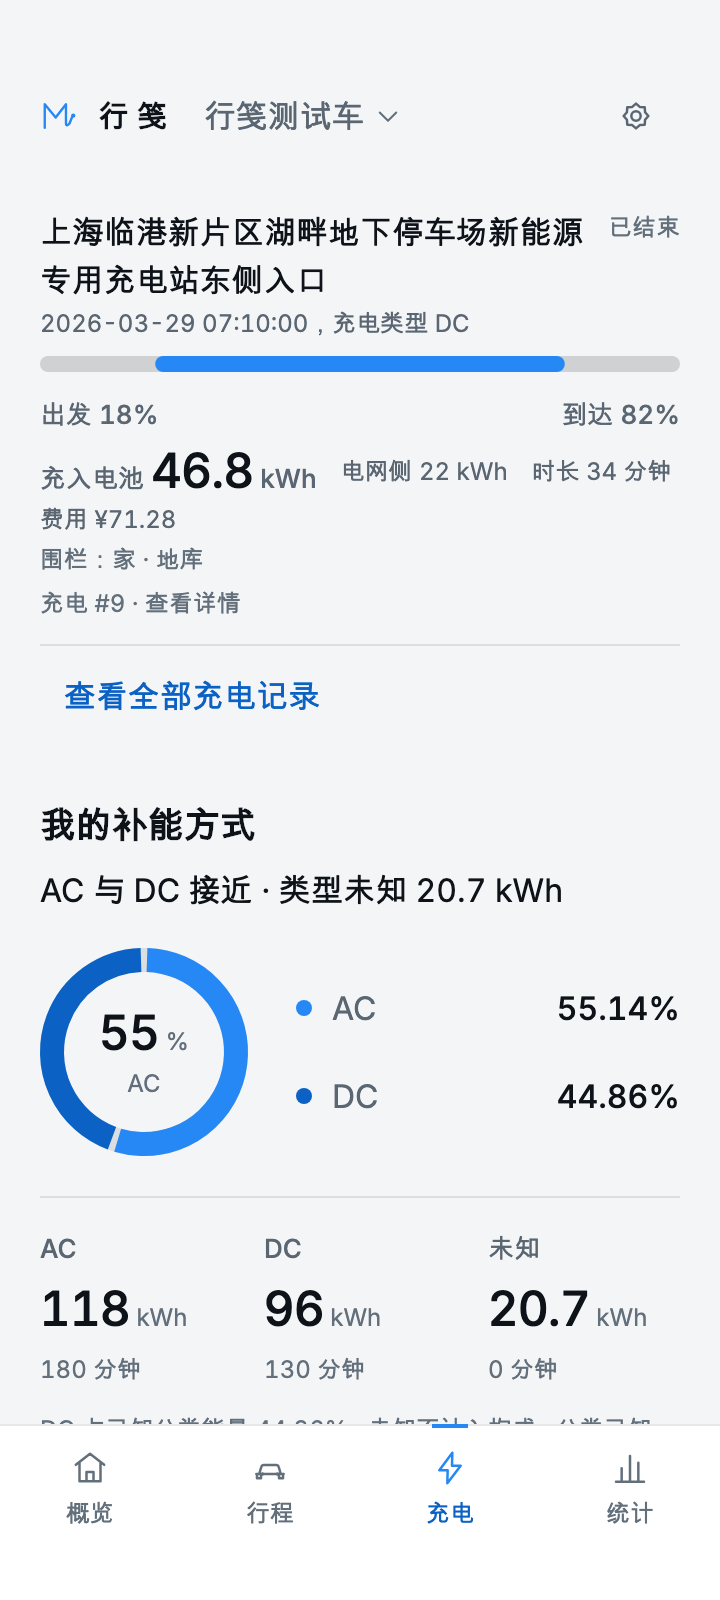 行笺 行笺测试车
上海临港新片区湖畔地下停车场新能源 已结束
专用充电站东侧入口
2026-03-29 07:10:00，充电类型 DC
出发 18% 到达 82%
充入电池 46.8 kWh 电网侧 22 kWh 时长 34 分钟
费用 ¥71.28
围栏：家 · 地库
充电 #9 · 查看详情
查看全部充电记录
我的补能方式
AC 与 DC 接近 · 类型未知 20.7 kWh
55 %
AC
AC 55.14%
DC 44.86%
AC DC 未知
118 kWh 96 kWh 20.7 kWh
180 分钟 130 分钟 0 分钟
概览 行程 充电 统计